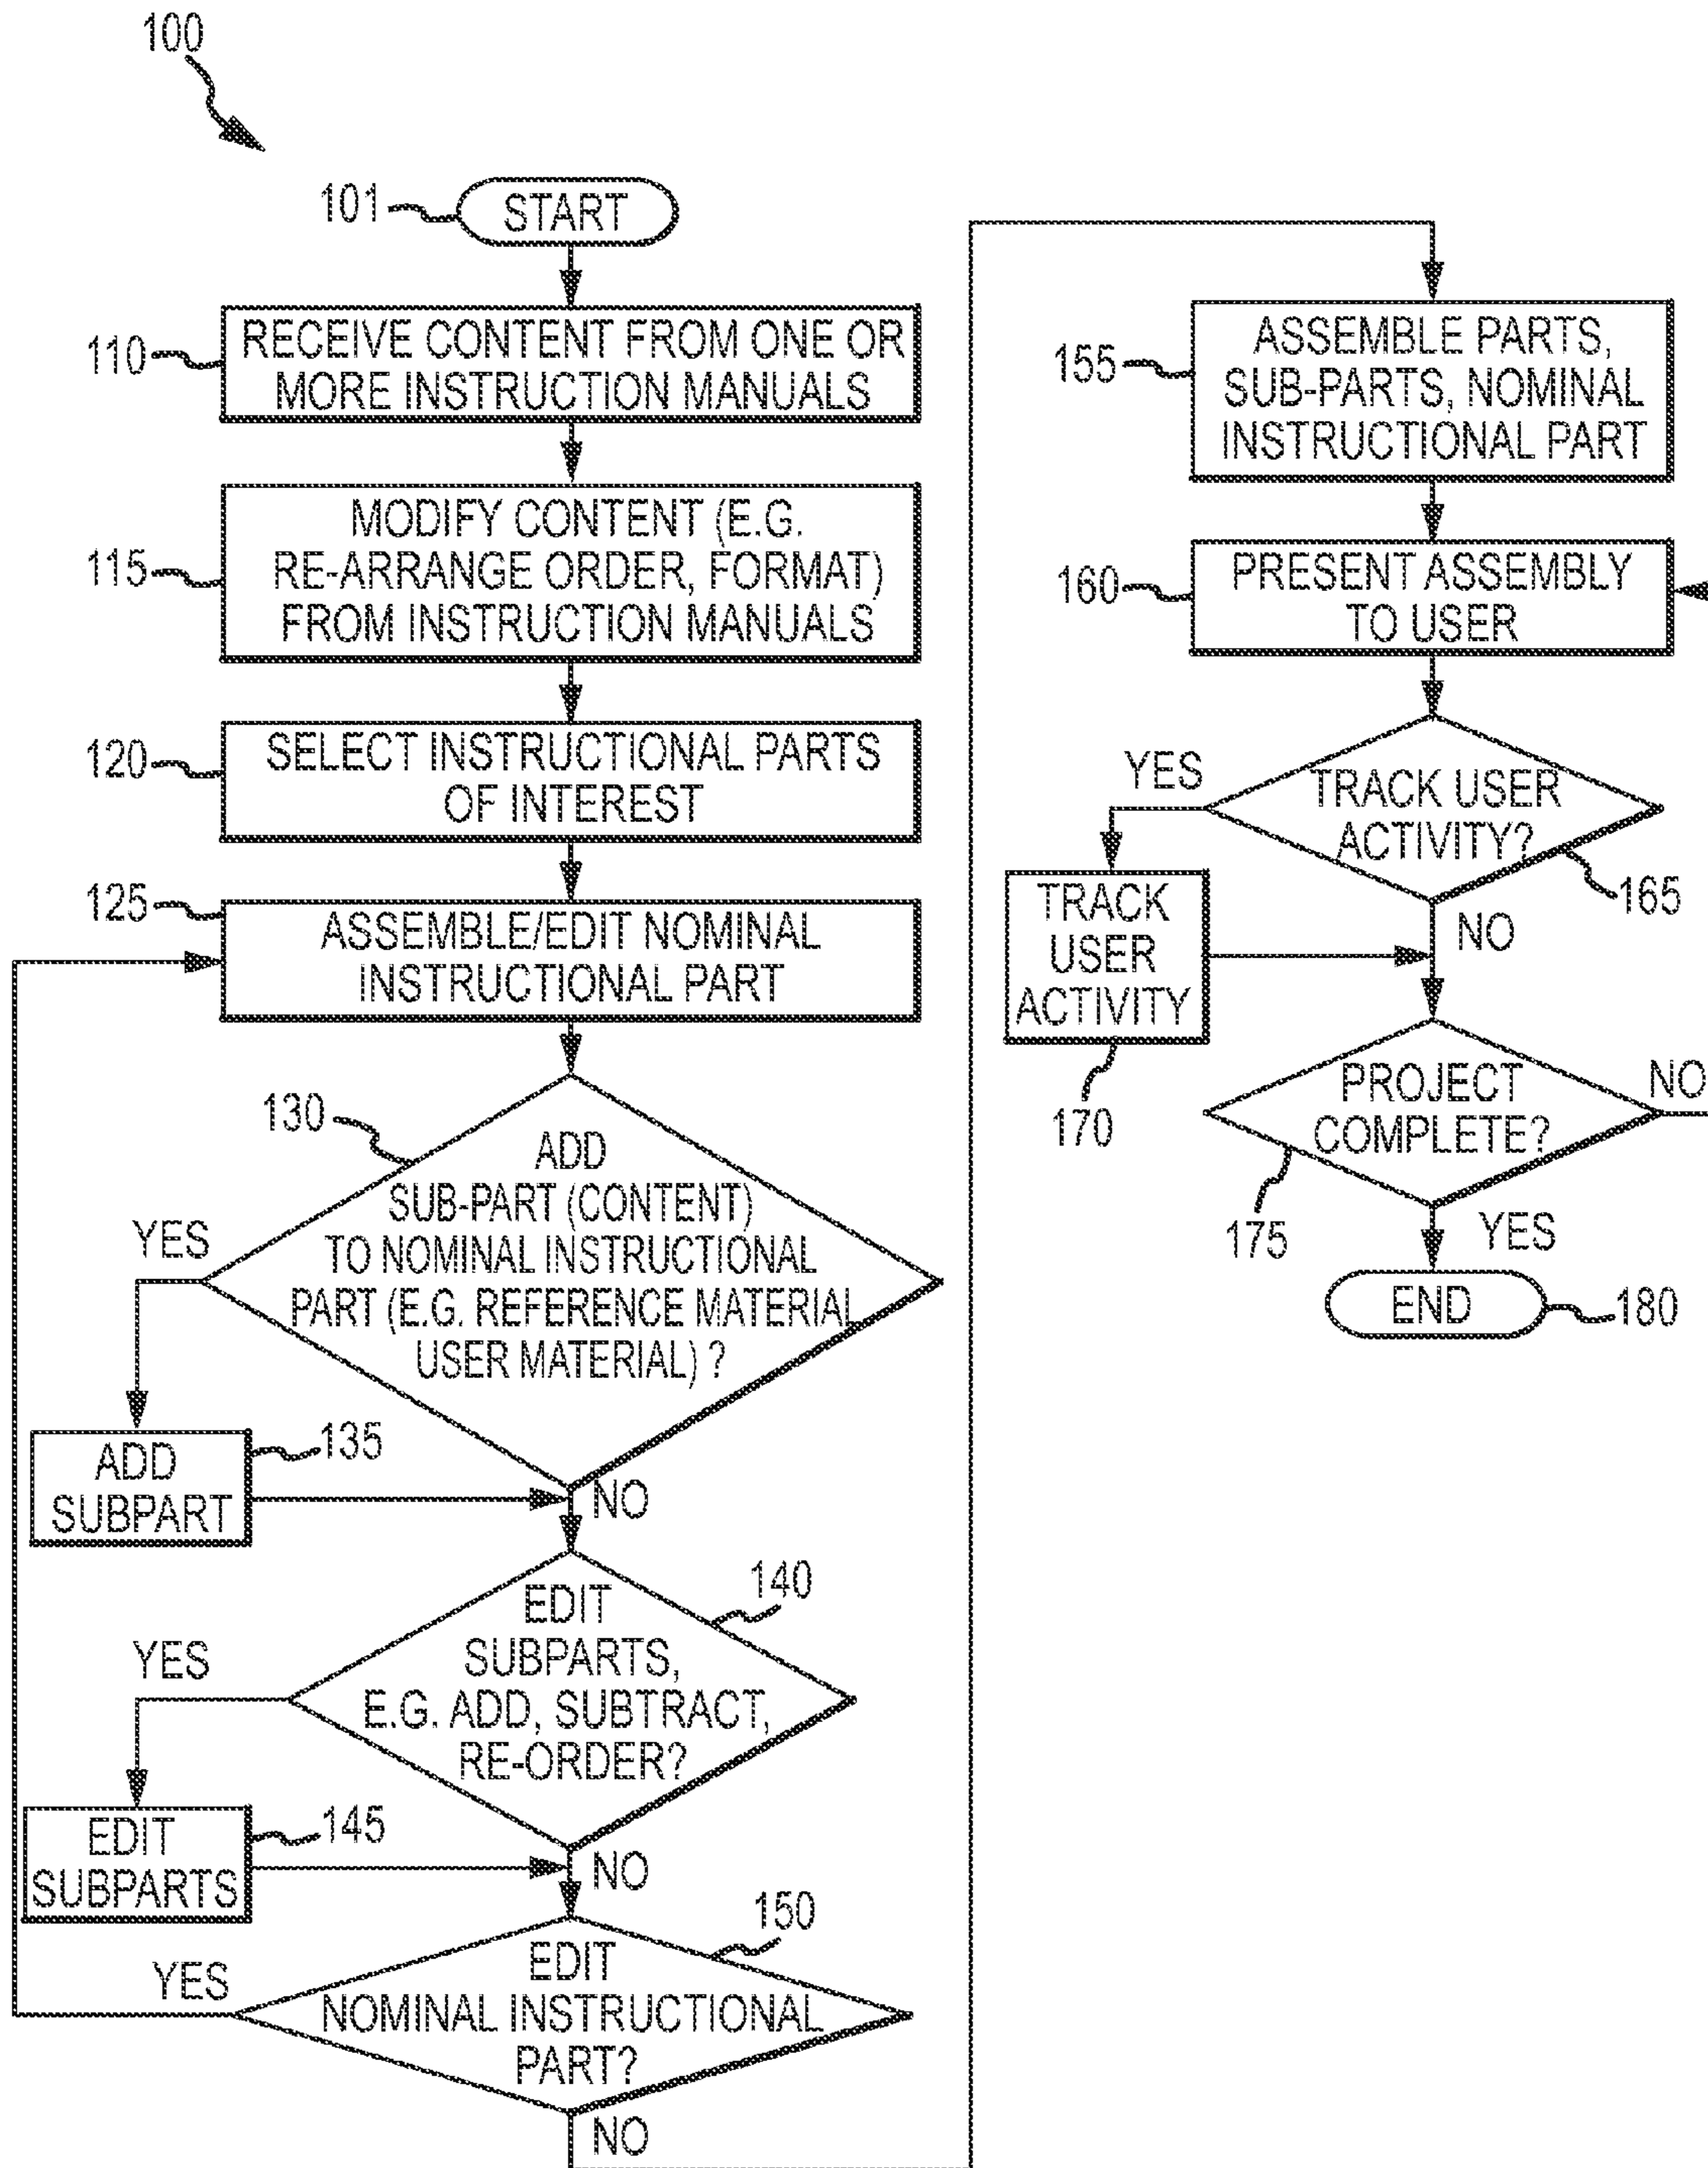 100
101
START
110
RECEIVE CONTENT FROM ONE OR
MORE INSTRUCTION MANUALS
115
MODIFY CONTENT (E.G.
RE-ARRANGE ORDER, FORMAT)
FROM INSTRUCTION MANUALS
120
SELECT INSTRUCTIONAL PARTS
OF INTEREST
125
ASSEMBLE/EDIT NOMINAL
INSTRUCTIONAL PART
130
ADD
SUB-PART (CONTENT)
TO NOMINAL INSTRUCTIONAL
PART (E.G. REFERENCE MATERIAL
USER MATERIAL) ?
YES
135
ADD
SUBPART
NO
140
EDIT
SUBPARTS,
E.G. ADD, SUBTRACT,
RE-ORDER?
YES
145
EDIT
SUBPARTS
NO
150
EDIT
NOMINAL INSTRUCTIONAL
PART?
YES
NO
155
ASSEMBLE PARTS,
SUB-PARTS, NOMINAL
INSTRUCTIONAL PART
160
PRESENT ASSEMBLY
TO USER
YES
TRACK USER
ACTIVITY?
165
TRACK
USER
ACTIVITY
NO
170
PROJECT
COMPLETE?
NO
175
YES
END
180